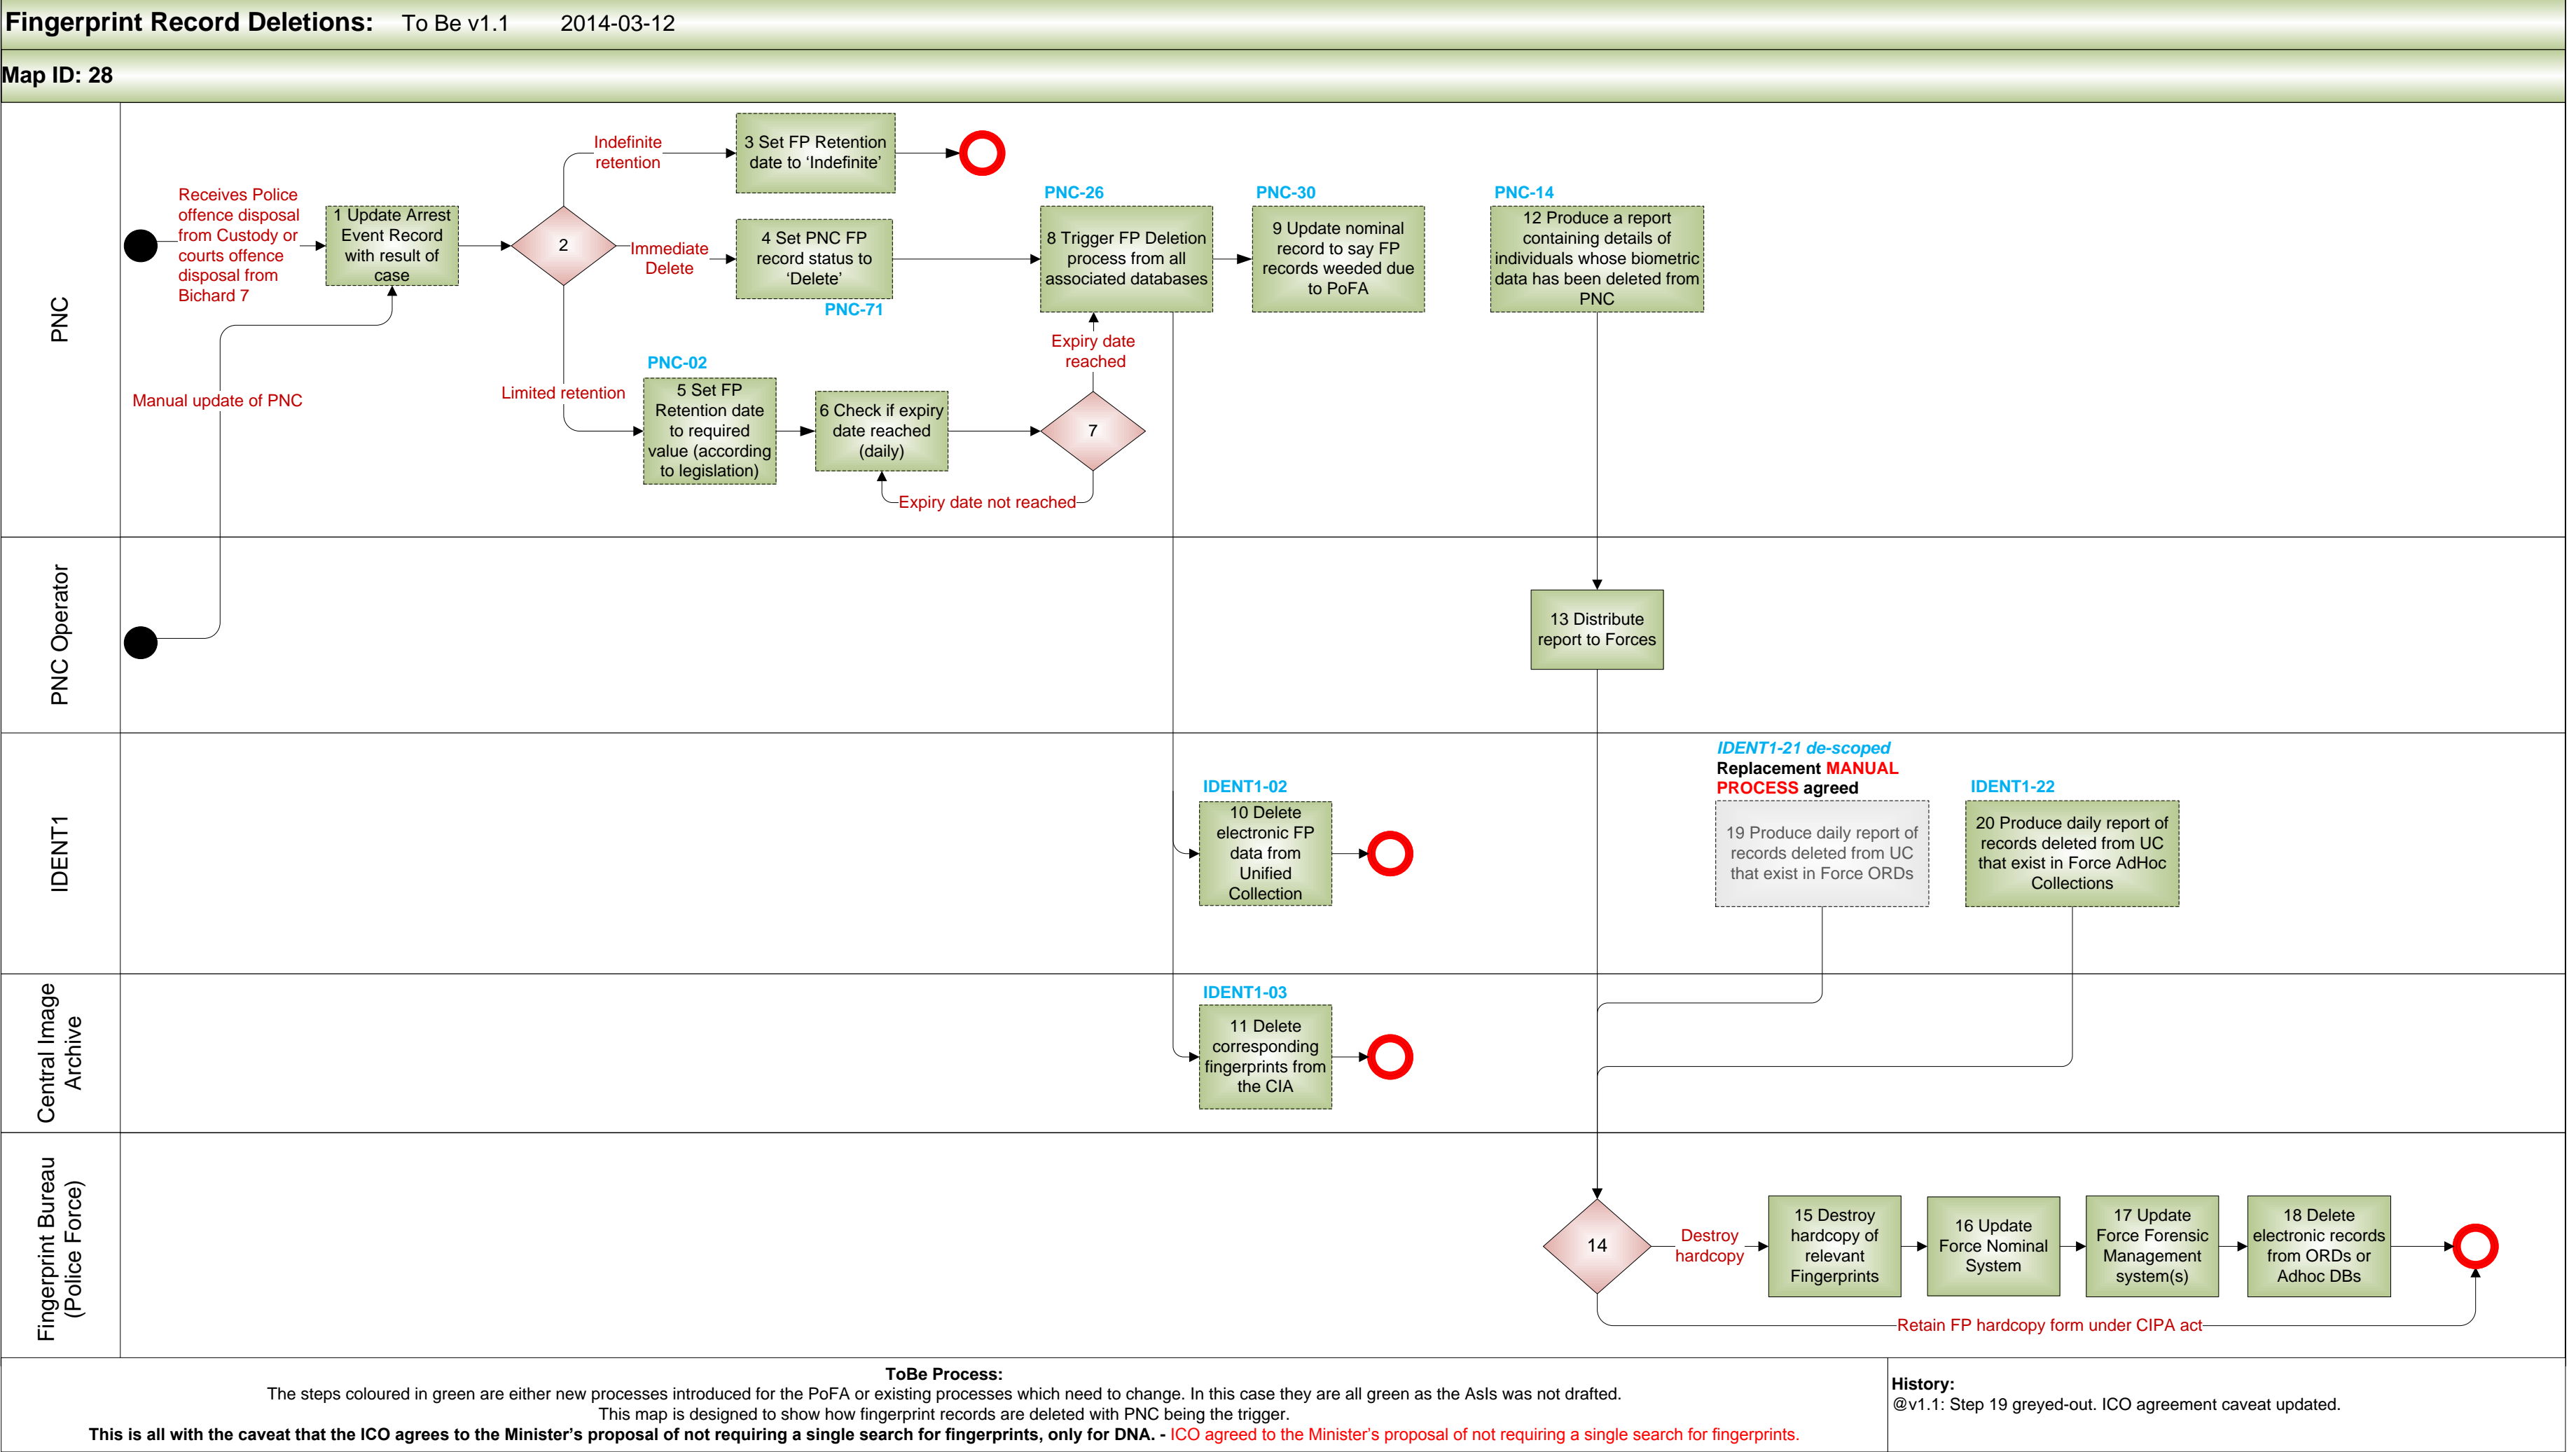 Fingerprint Record Deletions: To Be v1.1 2014-03-12
Map ID: 28
PNC
Receives Police
offence disposal
from Custody or
courts offence
disposal from
Bichard 7
1 Update Arrest
Event Record
with result of
case
2
Indefinite
retention
3 Set FP Retention
date to ‘Indefinite’
Immediate
Delete
4 Set PNC FP
record status to
‘Delete’
PNC-71
Limited retention
PNC-02
5 Set FP
Retention date
to required
value (according
to legislation)
6 Check if expiry
date reached
(daily)
7
Expiry date
reached
Expiry date not reached
PNC-26
8 Trigger FP Deletion
process from all
associated databases
PNC-30
9 Update nominal
record to say FP
records weeded due
to PoFA
PNC-14
12 Produce a report
containing details of
individuals whose biometric
data has been deleted from
PNC
Manual update of PNC
PNC Operator
13 Distribute
report to Forces
IDENT1
IDENT1-02
10 Delete
electronic FP
data from
Unified
Collection
IDENT1-21 de-scoped
Replacement MANUAL
PROCESS agreed
19 Produce daily report of
records deleted from UC
that exist in Force ORDs
IDENT1-22
20 Produce daily report of
records deleted from UC
that exist in Force AdHoc
Collections
Central Image
Archive
IDENT1-03
11 Delete
corresponding
fingerprints from
the CIA
Fingerprint Bureau
(Police Force)
14
Destroy
hardcopy
15 Destroy
hardcopy of
relevant
Fingerprints
16 Update
Force Nominal
System
17 Update
Force Forensic
Management
system(s)
18 Delete
electronic records
from ORDs or
Adhoc DBs
Retain FP hardcopy form under CIPA act
ToBe Process:
The steps coloured in green are either new processes introduced for the PoFA or existing processes which need to change. In this case they are all green as the AsIs was not drafted.
This map is designed to show how fingerprint records are deleted with PNC being the trigger.
This is all with the caveat that the ICO agrees to the Minister’s proposal of not requiring a single search for fingerprints, only for DNA. - ICO agreed to the Minister’s proposal of not requiring a single search for fingerprints.
History:
@v1.1: Step 19 greyed-out. ICO agreement caveat updated.